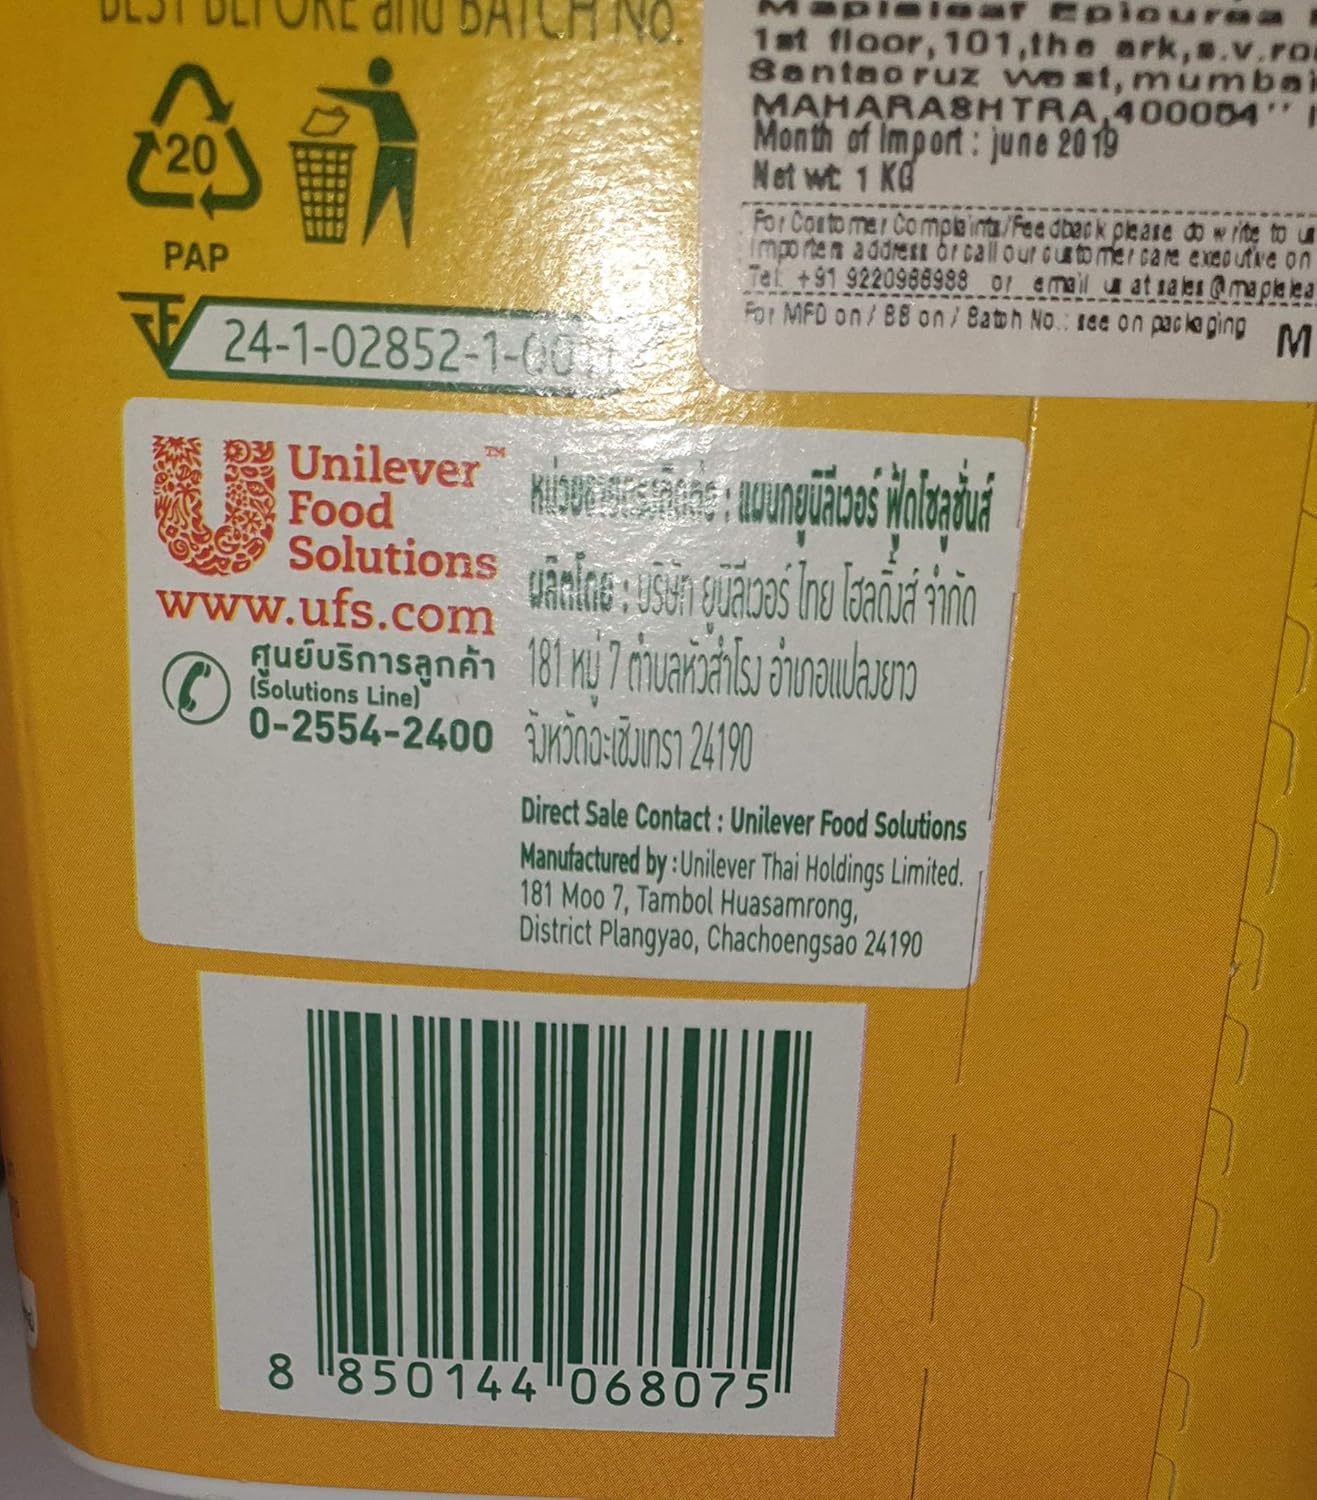 BEST BEFORE and BATCH No.
20
PAP
24-1-02852-1-0011
Mapleleaf Epicurea
1st floor,101,the ark,s.v.ro
Santacruz west,mumbai
MAHARASHTRA,400054" I
Month of Import : june 2019
Net wt: 1 KG
For Costomer Complaints/Feedback please do write to us
Importers address or call our customer care executive on
Tel: +91 9220988988 or email us at sales@maplelea
For MFD on / BB on / Batch No.: see on packaging
M
Unilever™
Food
Solutions
www.ufs.com
ศูนย์บริการลูกค้า
(Solutions Line)
0-2554-2400
: แผนกยูนิลีเวอร์ ฟู้ดโซลูชั่นส์
ผลิตโดย : บริษัท ยูนิลีเวอร์ ไทย โฮลดิ้งส์ จำกัด
181 หมู่ 7 ตำบลหัวสำโรง อำเภอแปลงยาว
จังหวัดฉะเชิงเทรา 24190
Direct Sale Contact : Unilever Food Solutions
Manufactured by : Unilever Thai Holdings Limited.
181 Moo 7, Tambol Huasamrong,
District Plangyao, Chachoengsao 24190
8 850144 068075